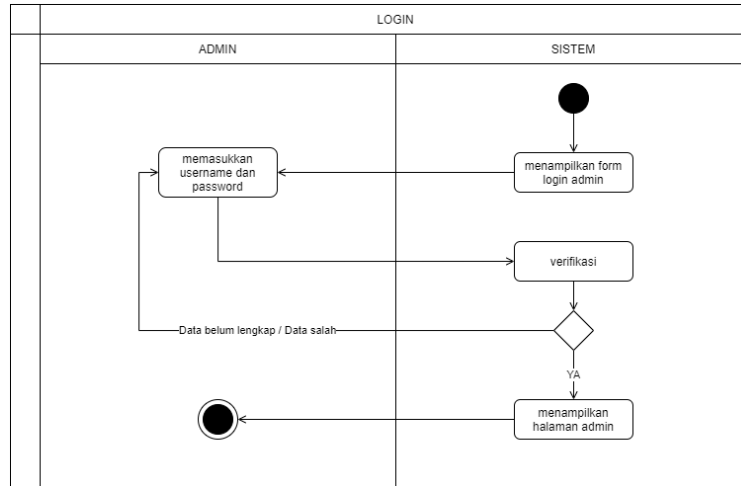 LOGIN
ADMIN
SISTEM
memasukkan
username dan
password
menampilkan form
login admin
verifikasi
Data belum lengkap / Data salah
YA
menampilkan
halaman admin